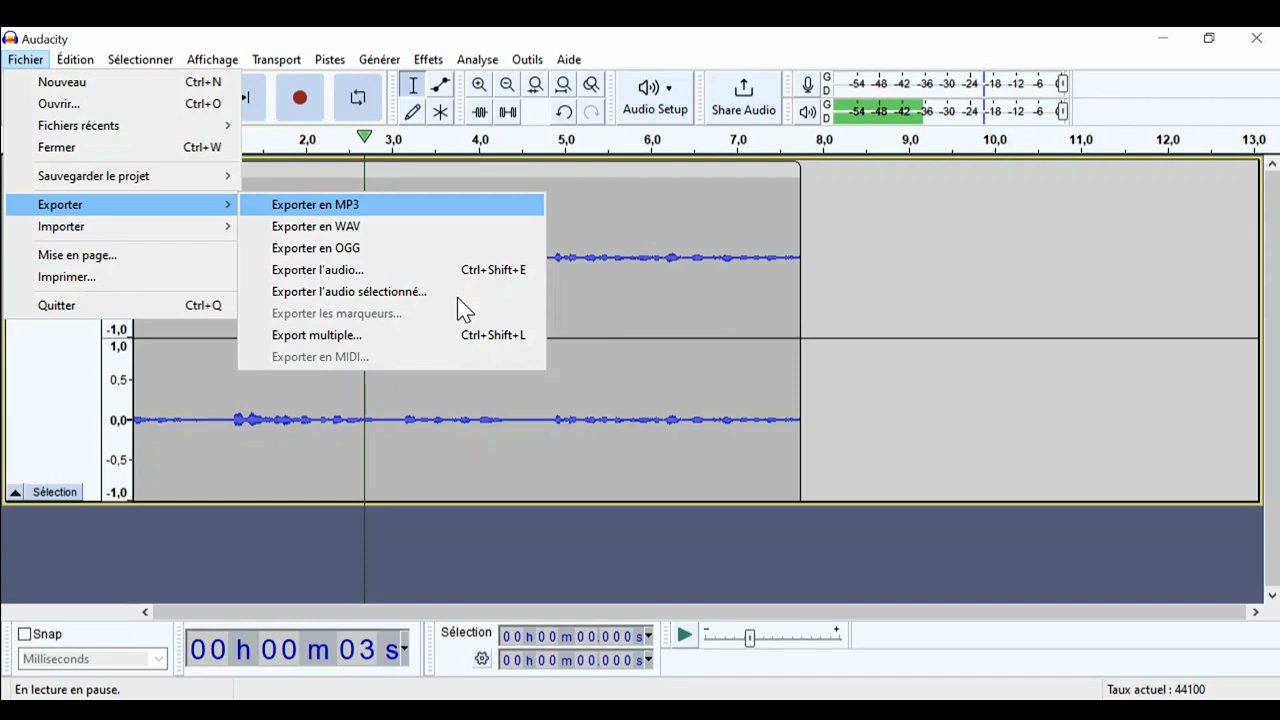 Audacity
Fichier Édition Sélectionner Affichage Transport Pistes Générer Effets Analyse Outils Aide
Nouveau Ctrl+N
Ouvrir... Ctrl+O
Fichiers récents
Fermer Ctrl+W
Sauvegarder le projet
Exporter
Importer
Mise en page...
Imprimer...
Quitter Ctrl+Q
Exporter en MP3
Exporter en WAV
Exporter en OGG
Exporter l'audio... Ctrl+Shift+E
Exporter l'audio sélectionné...
Exporter les marqueurs...
Export multiple... Ctrl+Shift+L
Exporter en MIDI...
Audio Setup
Share Audio
G
D
-54 -48 -42 -36 -30 -24 -18 -12 -6 0
G
D
-54 -48 -42 -36 -30 -24 -18 -12 -6 0
2,0 3,0 4,0 5,0 6,0 7,0 8,0 9,0 10,0 11,0 12,0 13,0
-1,0
1,0
0,5-
0,0-
-0,5-
-1,0
Sélection
Snap
Milliseconds
00 h 00 m 03 s
Sélection
00 h 00 m 00.000 s
00 h 00 m 00.000 s
- +
En lecture en pause.
Taux actuel : 44100